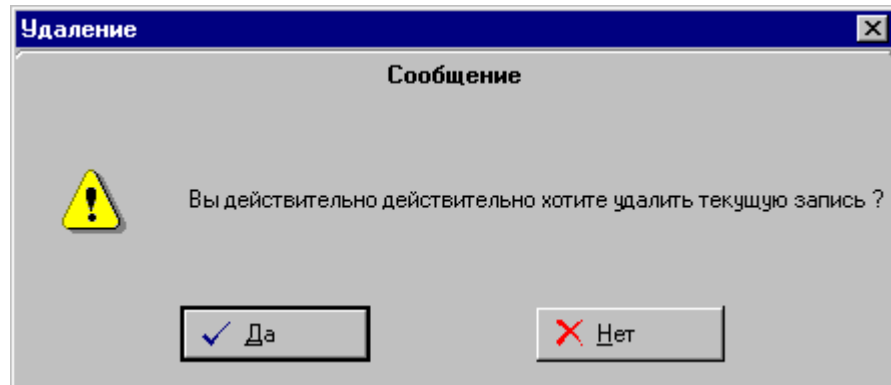 Удаление
Сообщение
Вы действительно действительно хотите удалить текущую запись ?
Да
Нет